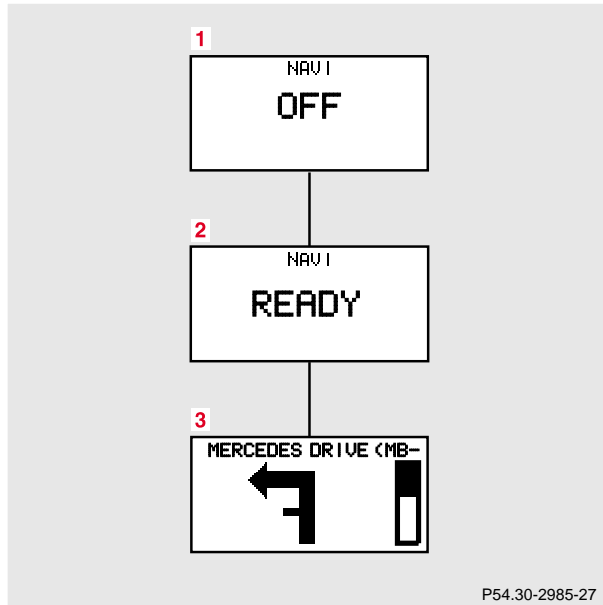 1
NAVI
OFF
2
NAVI
READY
3
MERCEDES DRIVE (MB-
P54.30-2985-27